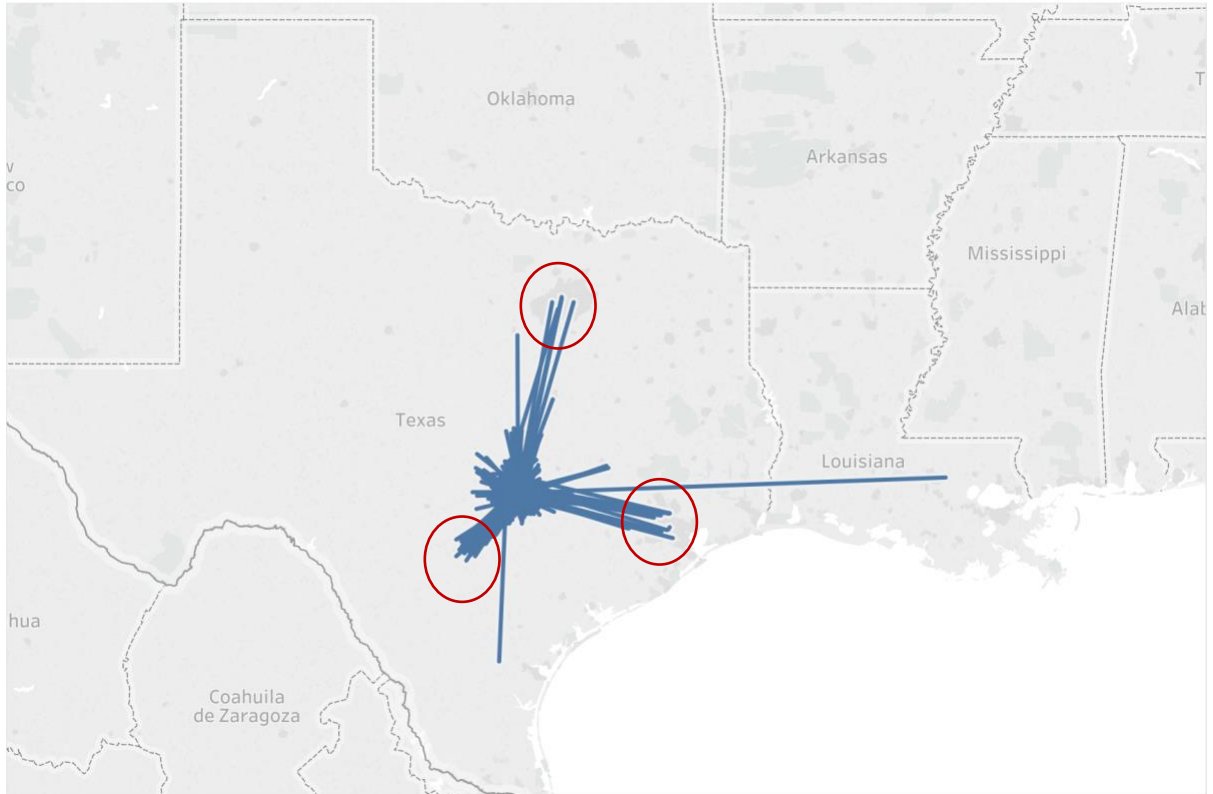 Oklahoma
Arkansas
Mississippi
Texas
Louisiana
Coahuila
de Zaragoza
hua
co
Alab
T